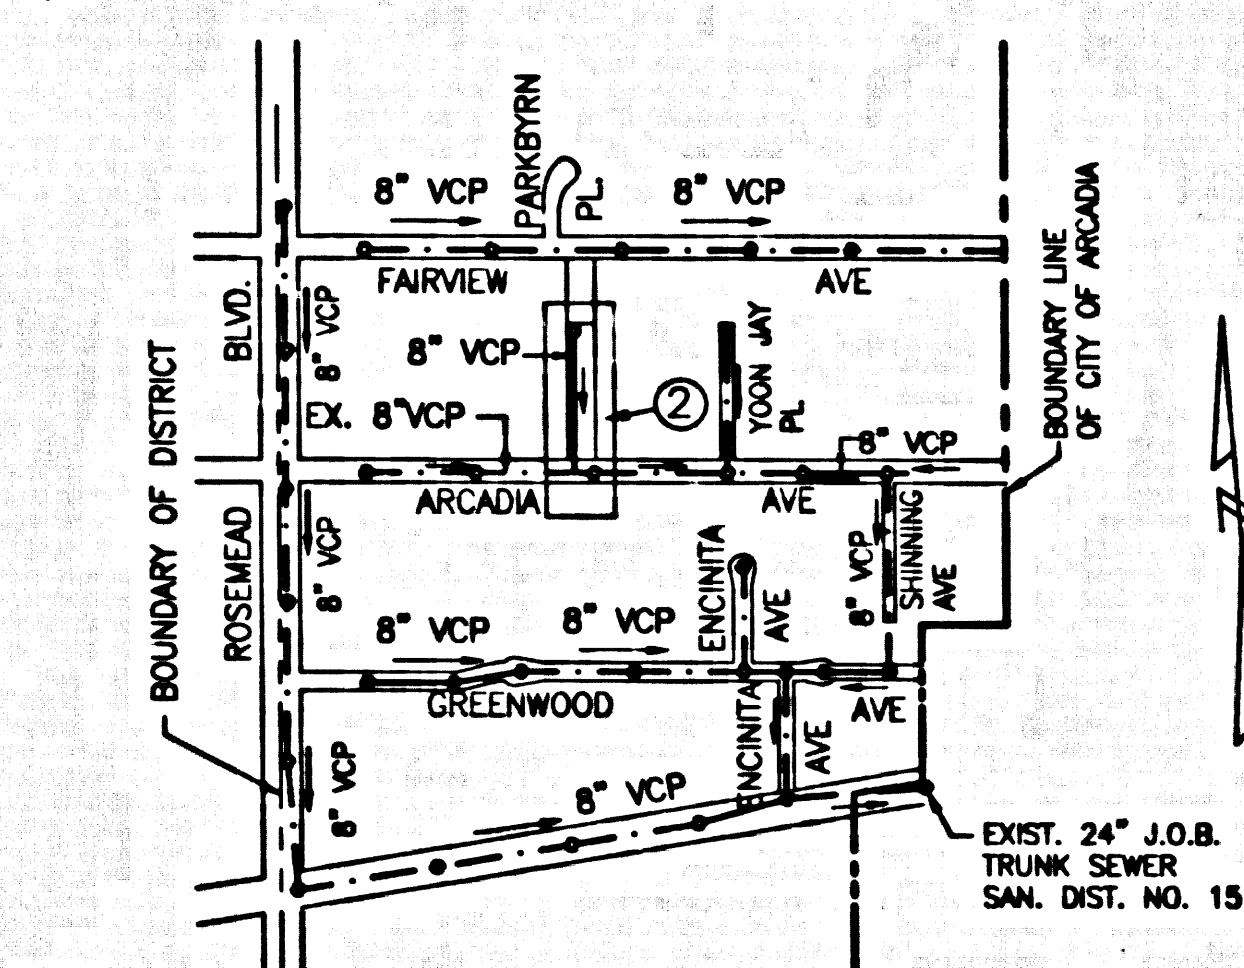 PARKBYRN
PL.
8" VCP
8" VCP
FAIRVIEW
AVE
BOUNDARY LINE
OF CITY OF ARCADIA
BLVD.
8" VCP
8" VCP
YOON JAY
PL
2
EX. 8"VCP
8" VCP
ARCADIA
AVE
BOUNDARY OF DISTRICT
ROSEMEAD
8" VCP
8" VCP
8" VCP
ENCINITA
AVE
8" VCP
SHINNING
AVE
GREENWOOD
AVE
ENCINITA
AVE
8" VCP
8" VCP
EXIST. 24" J.O.B.
TRUNK SEWER
SAN. DIST. NO. 15
N